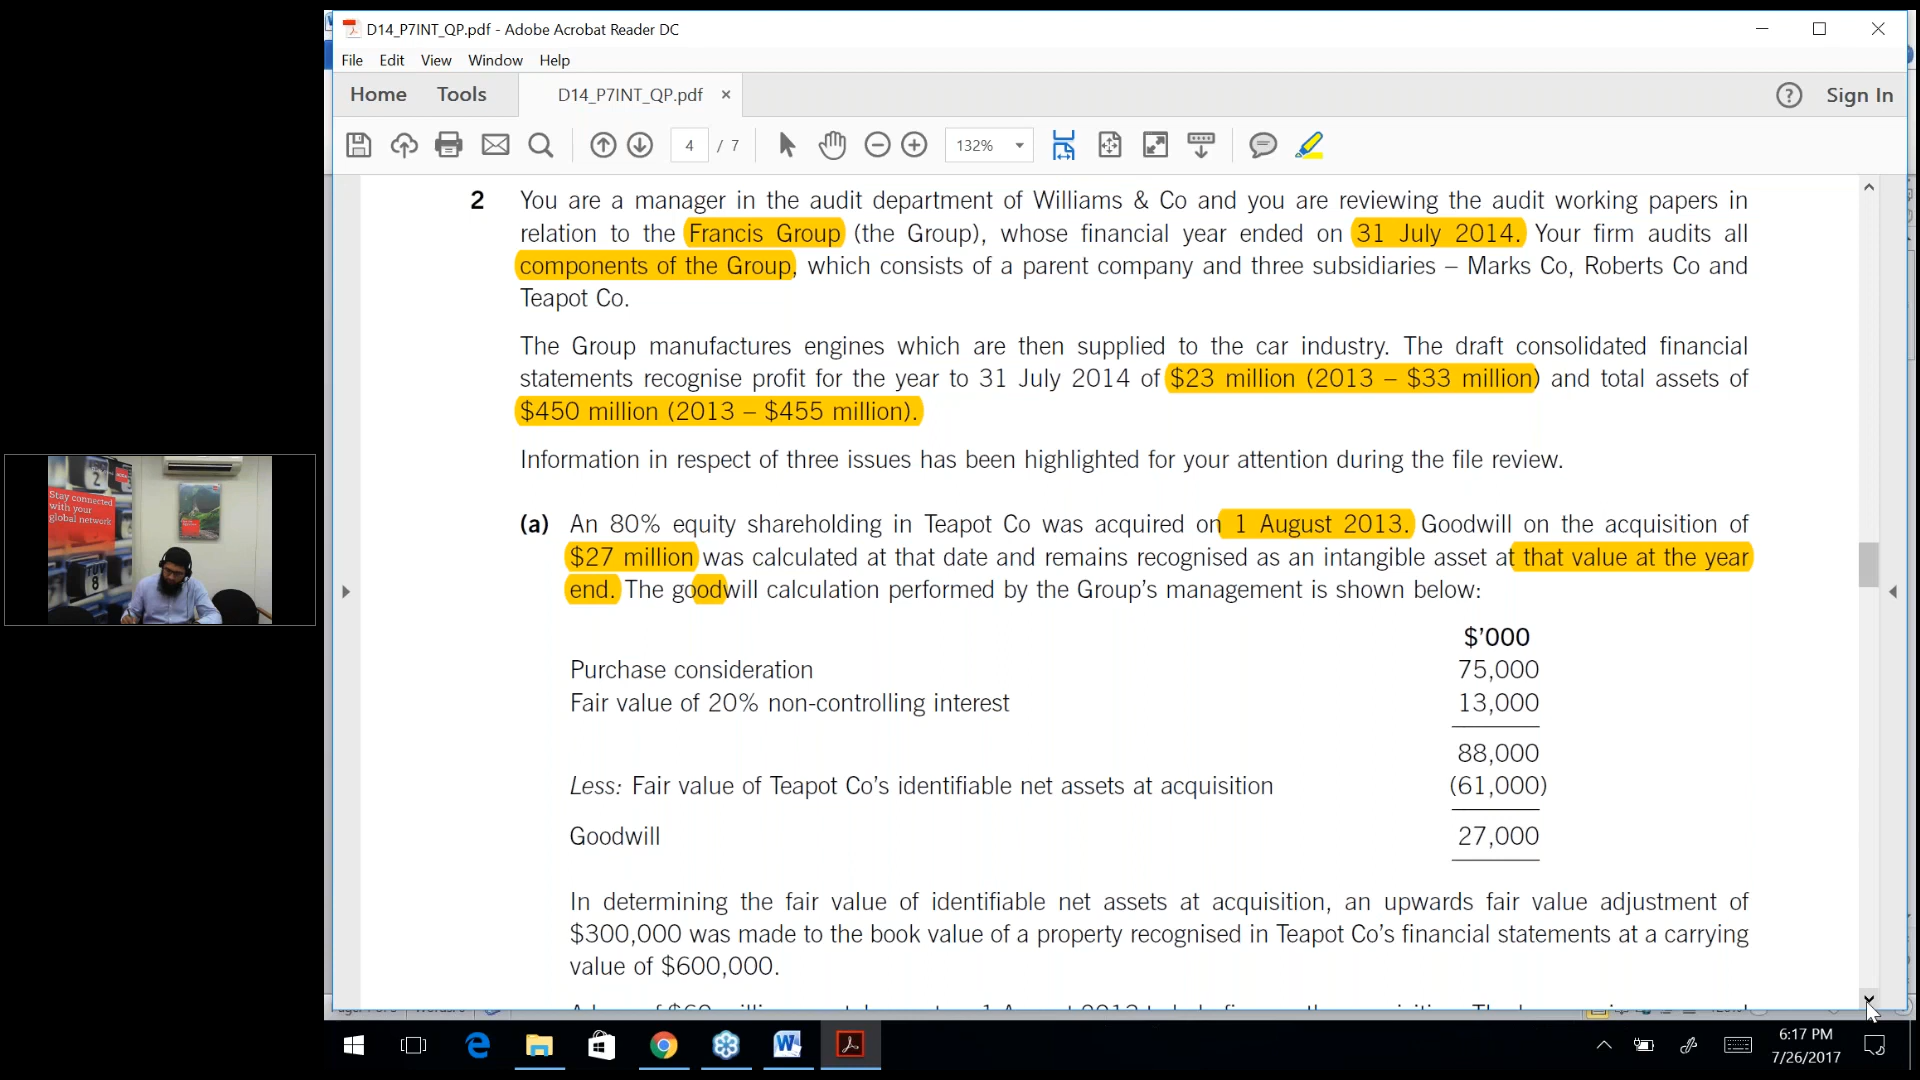 D14_P7INT_QP.pdf - Adobe Acrobat Reader DC
File Edit View Window Help
Home Tools D14_P7INT_QP.pdf × Sign In
4 / 7 132%
2 You are a manager in the audit department of Williams & Co and you are reviewing the audit working papers in
relation to the Francis Group (the Group), whose financial year ended on 31 July 2014. Your firm audits all
components of the Group, which consists of a parent company and three subsidiaries – Marks Co, Roberts Co and
Teapot Co.
The Group manufactures engines which are then supplied to the car industry. The draft consolidated financial
statements recognise profit for the year to 31 July 2014 of $23 million (2013 – $33 million) and total assets of
$450 million (2013 – $455 million).
Information in respect of three issues has been highlighted for your attention during the file review.
(a) An 80% equity shareholding in Teapot Co was acquired on 1 August 2013. Goodwill on the acquisition of
$27 million was calculated at that date and remains recognised as an intangible asset at that value at the year
end. The goodwill calculation performed by the Group’s management is shown below:
$’000
Purchase consideration 75,000
Fair value of 20% non-controlling interest 13,000
88,000
Less: Fair value of Teapot Co’s identifiable net assets at acquisition (61,000)
Goodwill 27,000
In determining the fair value of identifiable net assets at acquisition, an upwards fair value adjustment of
$300,000 was made to the book value of a property recognised in Teapot Co’s financial statements at a carrying
value of $600,000.
Stay connected
with your
global network
2
TUV
8
6:17 PM
7/26/2017